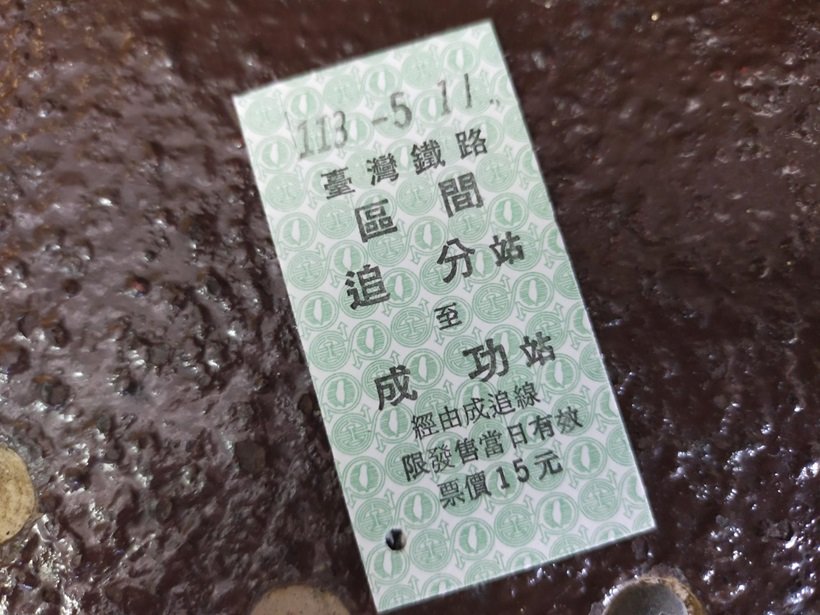 113 -5.11.
臺灣鐵路
區間
追分站
至
成功站
經由成追線
限發售當日有效
票價15元